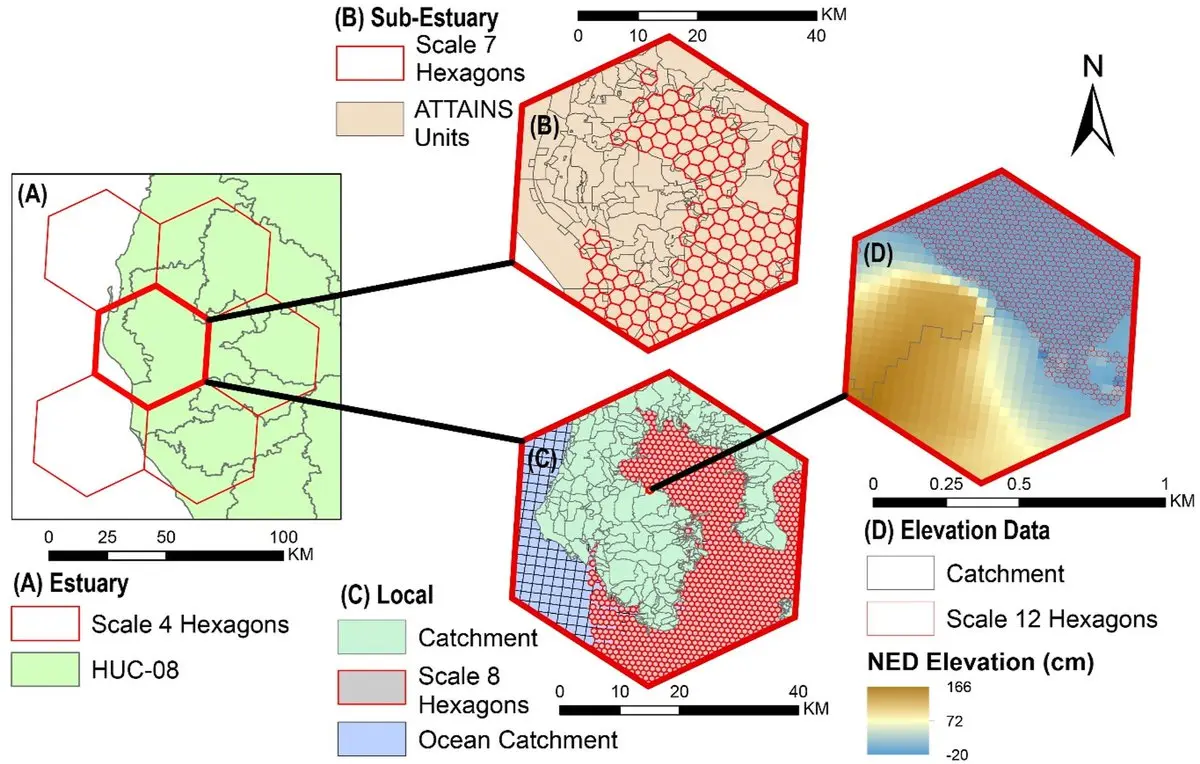 (B) Sub-Estuary
Scale 7
Hexagons
ATTAINS
Units
KM
0 10 20 40
(B)
N
(A)
0 25 50 100
KM
(A) Estuary
Scale 4 Hexagons
HUC-08
(C)
0 10 20 40
KM
(C) Local
Catchment
Scale 8
Hexagons
Ocean Catchment
(D)
0 0.25 0.5 1
KM
(D) Elevation Data
Catchment
Scale 12 Hexagons
NED Elevation (cm)
166
72
-20